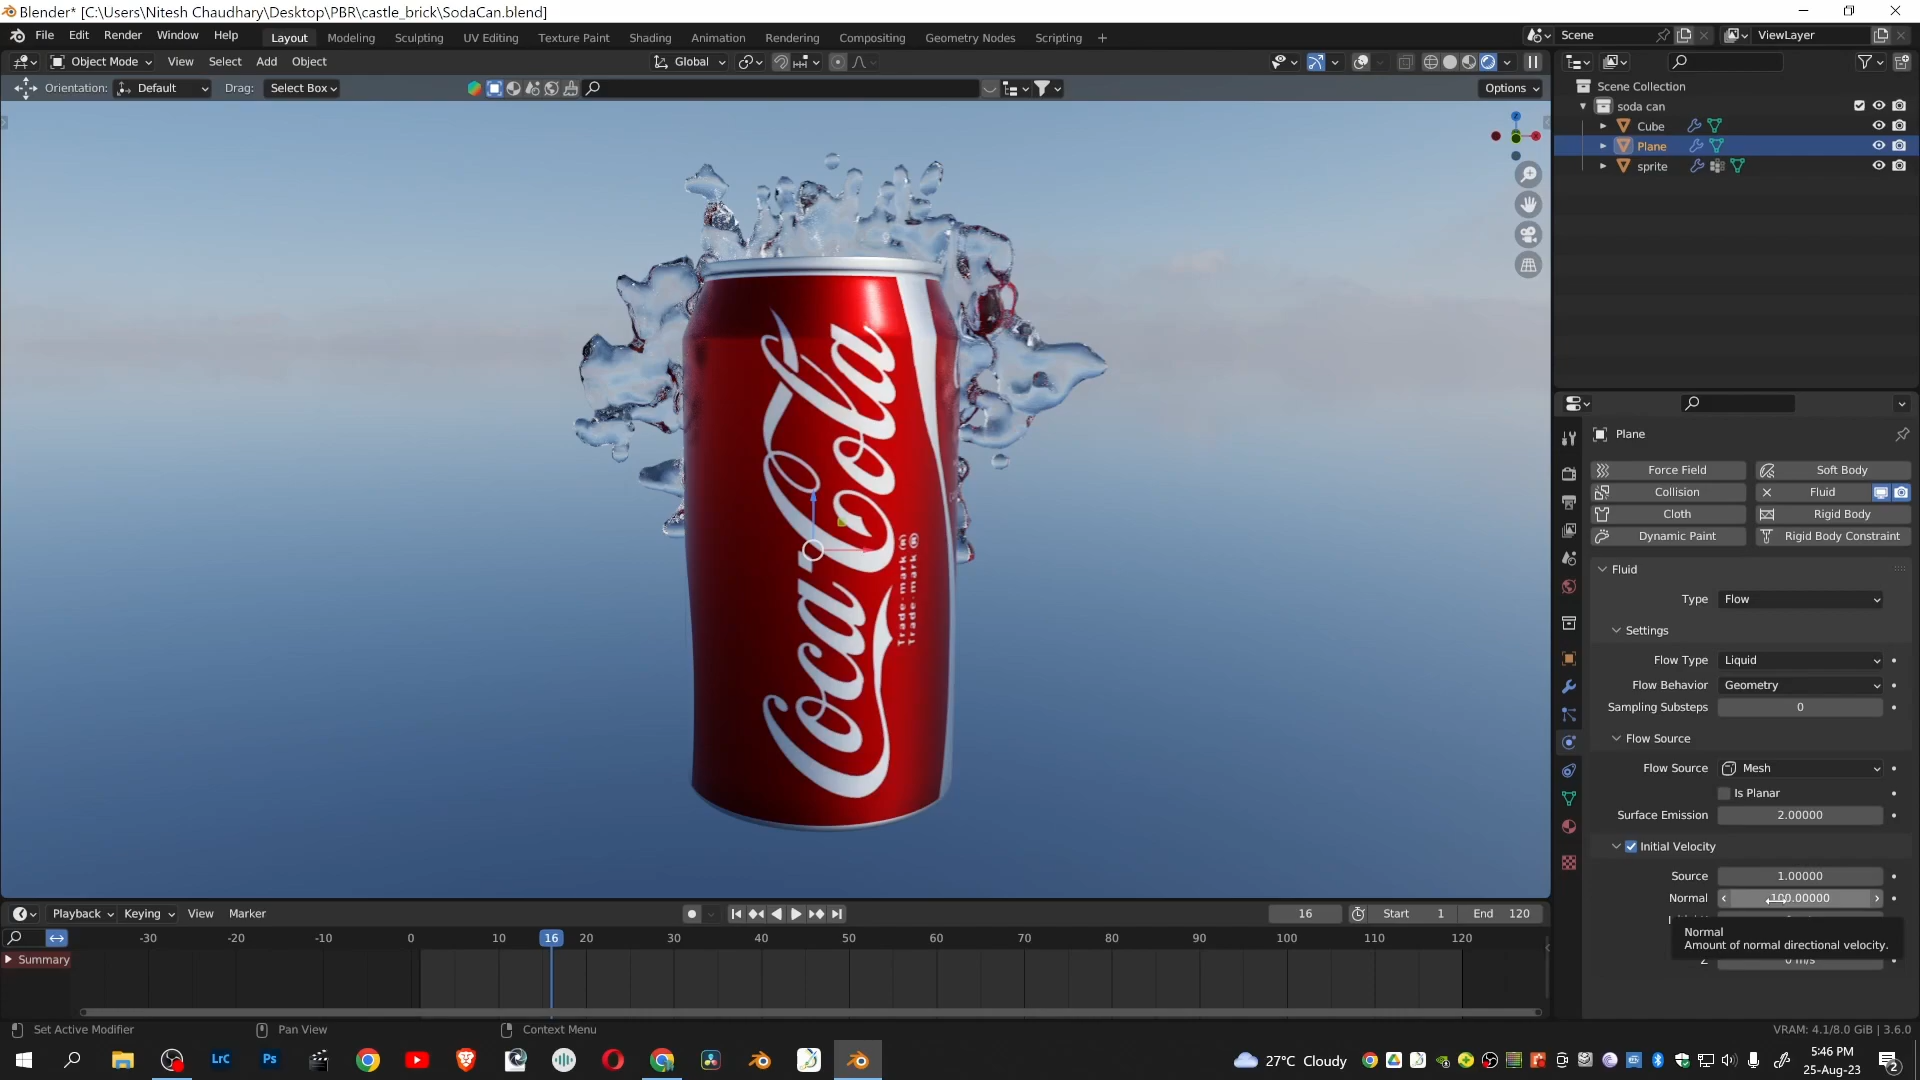 Blender* [C:\Users\Nitesh Chaudhary\Desktop\PBR\castle_brick\SodaCan.blend]
File Edit Render Window Help
Layout Modeling Sculpting UV Editing Texture Paint Shading Animation Rendering Compositing Geometry Nodes Scripting +
Scene
ViewLayer
Object Mode View Select Add Object
Global
Orientation: Default Drag: Select Box
Options
Scene Collection
soda can
Cube
Plane
sprite
Z
X
Coca Cola
Trade-mark (R)
Trade-mark ®
Plane
Force Field
Soft Body
Collision
Fluid
Cloth
Rigid Body
Dynamic Paint
Rigid Body Constraint
Fluid
Type Flow
Settings
Flow Type Liquid
Flow Behavior Geometry
Sampling Substeps 0
Flow Source
Flow Source Mesh
Is Planar
Surface Emission 2.00000
Initial Velocity
Source 1.00000
Normal 100.00000
Normal
Amount of normal directional velocity.
Z 0 m/s
Playback Keying View Marker
16
Start 1
End 120
-30 -20 -10 0 10 16 20 30 40 50 60 70 80 90 100 110 120
Summary
Set Active Modifier
Pan View
Context Menu
VRAM: 4.1/8.0 GiB | 3.6.0
LrC
Ps
27°C Cloudy
5:46 PM
25-Aug-23
2